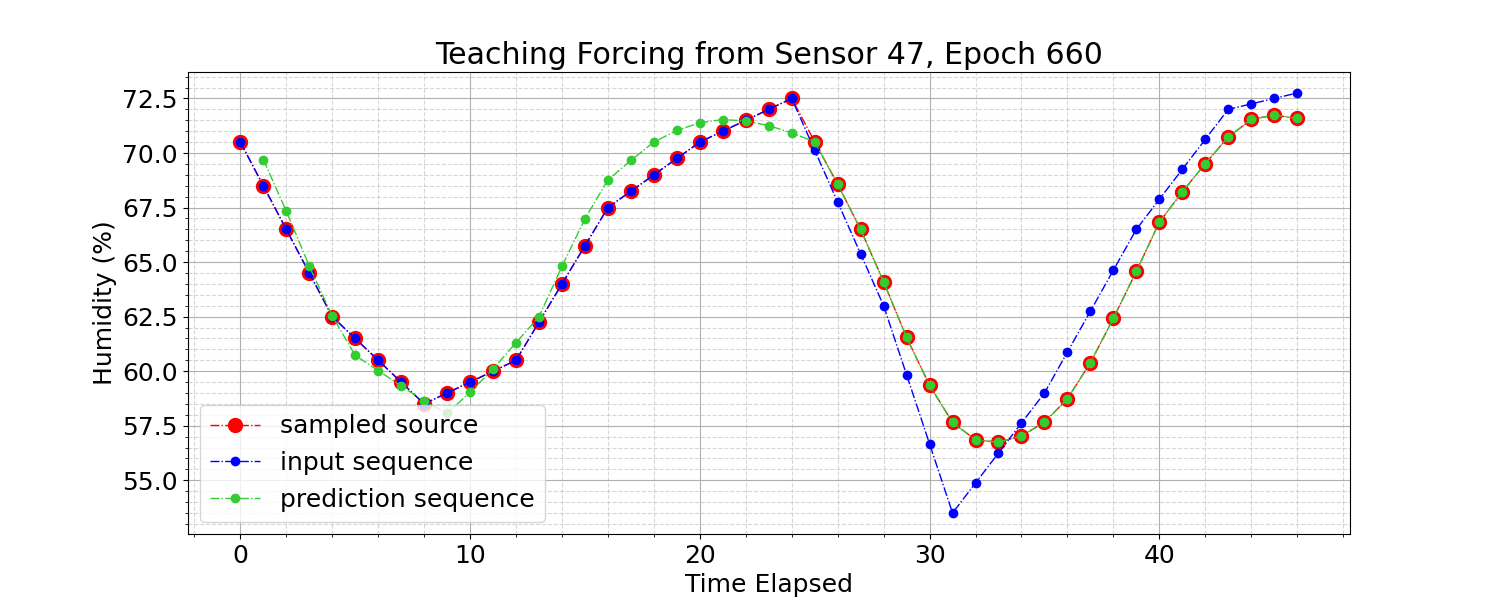 Teaching Forcing from Sensor 47, Epoch 660
Humidity (%)
72.5
70.0
67.5
65.0
62.5
60.0
57.5
55.0
sampled source
input sequence
prediction sequence
0 10 20 30 40
Time Elapsed